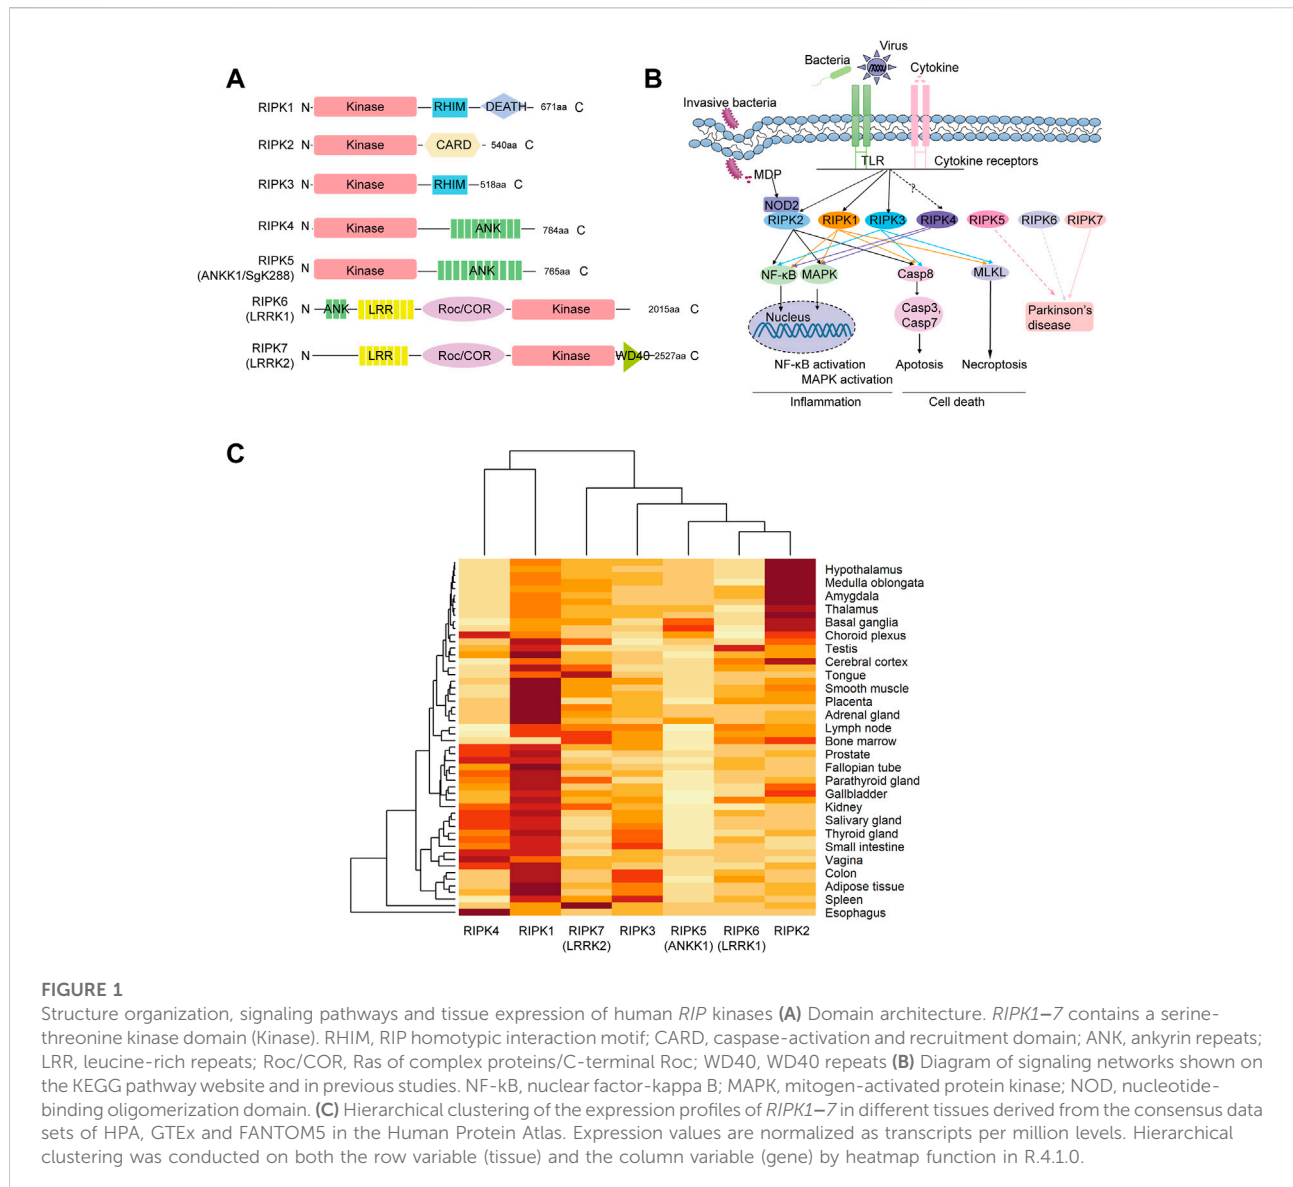 A
RIPK1 N Kinase RHIM DEATH 671aa C
RIPK2 N Kinase CARD 540aa C
RIPK3 N Kinase RHIM 518aa C
RIPK4 N Kinase ANK 784aa C
RIPK5
(ANKK1/SgK288) N Kinase ANK 765aa C
RIPK6
(LRRK1) N ANK LRR Roc/COR Kinase 2015aa C
RIPK7
(LRRK2) N LRR Roc/COR Kinase WD40 2527aa C
B
Virus
Bacteria
Cytokine
Invasive bacteria
TLR
Cytokine receptors
MDP
?
NOD2
RIPK2 RIPK1 RIPK3 RIPK4 RIPK5 RIPK6 RIPK7
NF-κB MAPK Casp8 MLKL
Nucleus
Casp3,
Casp7
Parkinson's
disease
NF-κB activation
MAPK activation
Apotosis
Necroptosis
Inflammation
Cell death
C
Hypothalamus
Medulla oblongata
Amygdala
Thalamus
Basal ganglia
Choroid plexus
Testis
Cerebral cortex
Tongue
Smooth muscle
Placenta
Adrenal gland
Lymph node
Bone marrow
Prostate
Fallopian tube
Parathyroid gland
Gallbladder
Kidney
Salivary gland
Thyroid gland
Small intestine
Vagina
Colon
Adipose tissue
Spleen
Esophagus
RIPK4 RIPK1 RIPK7 RIPK3 RIPK5 RIPK6 RIPK2
(LRRK2) (ANKK1) (LRRK1)
FIGURE 1
Structure organization, signaling pathways and tissue expression of human RIP kinases (A) Domain architecture. RIPK1–7 contains a serine-
threonine kinase domain (Kinase). RHIM, RIP homotypic interaction motif; CARD, caspase-activation and recruitment domain; ANK, ankyrin repeats;
LRR, leucine-rich repeats; Roc/COR, Ras of complex proteins/C-terminal Roc; WD40, WD40 repeats (B) Diagram of signaling networks shown on
the KEGG pathway website and in previous studies. NF-kB, nuclear factor-kappa B; MAPK, mitogen-activated protein kinase; NOD, nucleotide-
binding oligomerization domain. (C) Hierarchical clustering of the expression profiles of RIPK1–7 in different tissues derived from the consensus data
sets of HPA, GTEx and FANTOM5 in the Human Protein Atlas. Expression values are normalized as transcripts per million levels. Hierarchical
clustering was conducted on both the row variable (tissue) and the column variable (gene) by heatmap function in R.4.1.0.